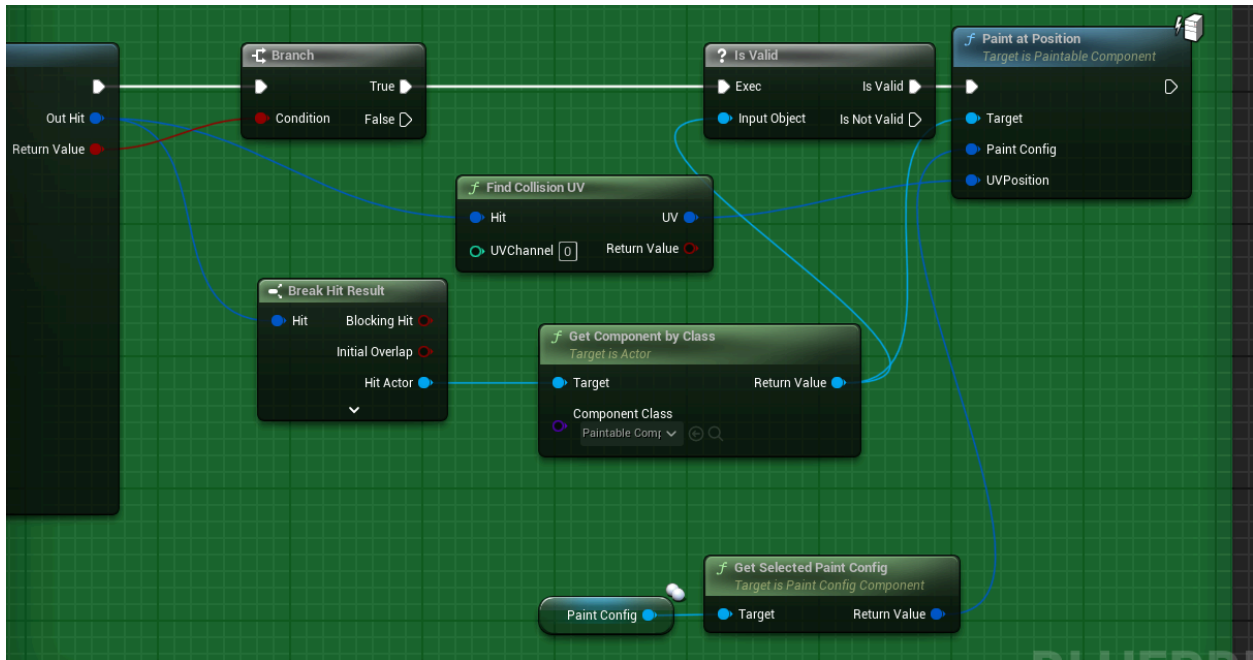 Out Hit
Return Value
Branch
True
Condition
False
? Is Valid
Exec
Is Valid
Input Object
Is Not Valid
f Paint at Position
Target is Paintable Component
Target
Paint Config
UVPosition
f Find Collision UV
Hit
UV
UVChannel 0
Return Value
Break Hit Result
Hit
Blocking Hit
Initial Overlap
Hit Actor
f Get Component by Class
Target is Actor
Target
Return Value
Component Class
Paintable Comp
f Get Selected Paint Config
Target is Paint Config Component
Paint Config
Target
Return Value